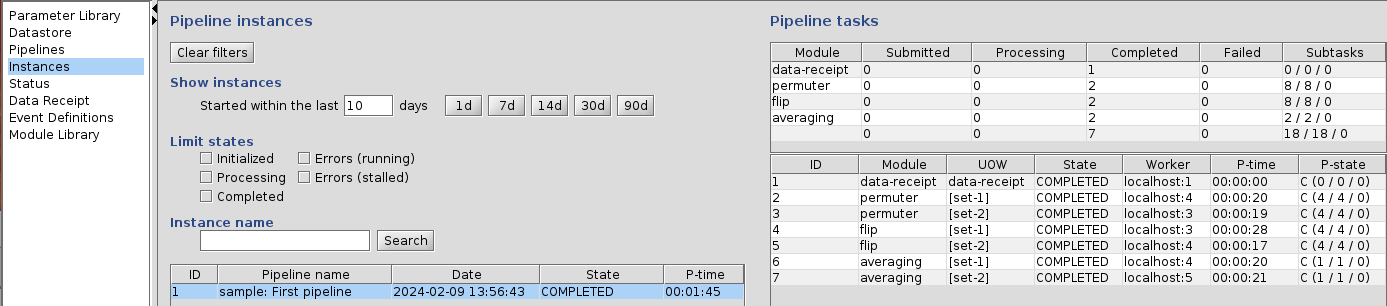 Parameter Library
Datastore
Pipelines
Instances
Status
Data Receipt
Event Definitions
Module Library
Pipeline instances
Clear filters
Show instances
Started within the last 10 days 1d 7d 14d 30d 90d
Limit states
Initialized Errors (running)
Processing Errors (stalled)
Completed
Instance name
Search
ID Pipeline name Date State P-time
1 sample: First pipeline 2024-02-09 13:56:43 COMPLETED 00:01:45
Pipeline tasks
Module Submitted Processing Completed Failed Subtasks
data-receipt 0 0 1 0 0 / 0 / 0
permuter 0 0 2 0 8 / 8 / 0
flip 0 0 2 0 8 / 8 / 0
averaging 0 0 2 0 2 / 2 / 0
0 0 7 0 18 / 18 / 0
ID Module UOW State Worker P-time P-state
1 data-receipt data-receipt COMPLETED localhost:1 00:00:00 C (0 / 0 / 0)
2 permuter [set-1] COMPLETED localhost:4 00:00:20 C (4 / 4 / 0)
3 permuter [set-2] COMPLETED localhost:3 00:00:19 C (4 / 4 / 0)
4 flip [set-1] COMPLETED localhost:3 00:00:28 C (4 / 4 / 0)
5 flip [set-2] COMPLETED localhost:4 00:00:17 C (4 / 4 / 0)
6 averaging [set-1] COMPLETED localhost:4 00:00:20 C (1 / 1 / 0)
7 averaging [set-2] COMPLETED localhost:5 00:00:21 C (1 / 1 / 0)